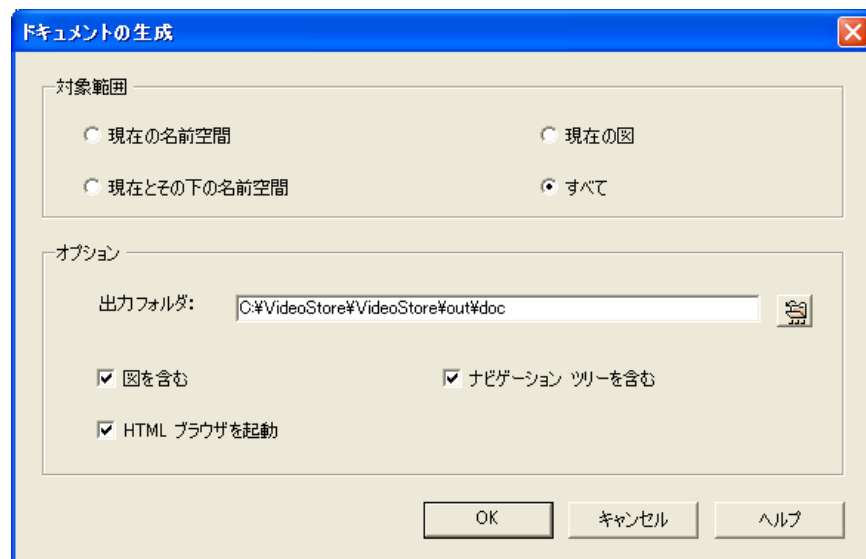 ドキュメントの生成
対象範囲
現在の名前空間
現在の図
現在とその下の名前空間
すべて
オプション
出力フォルダ:
C:¥VideoStore¥VideoStore¥out¥doc
図を含む
ナビゲーション ツリーを含む
HTML ブラウザを起動
OK
キャンセル
ヘルプ